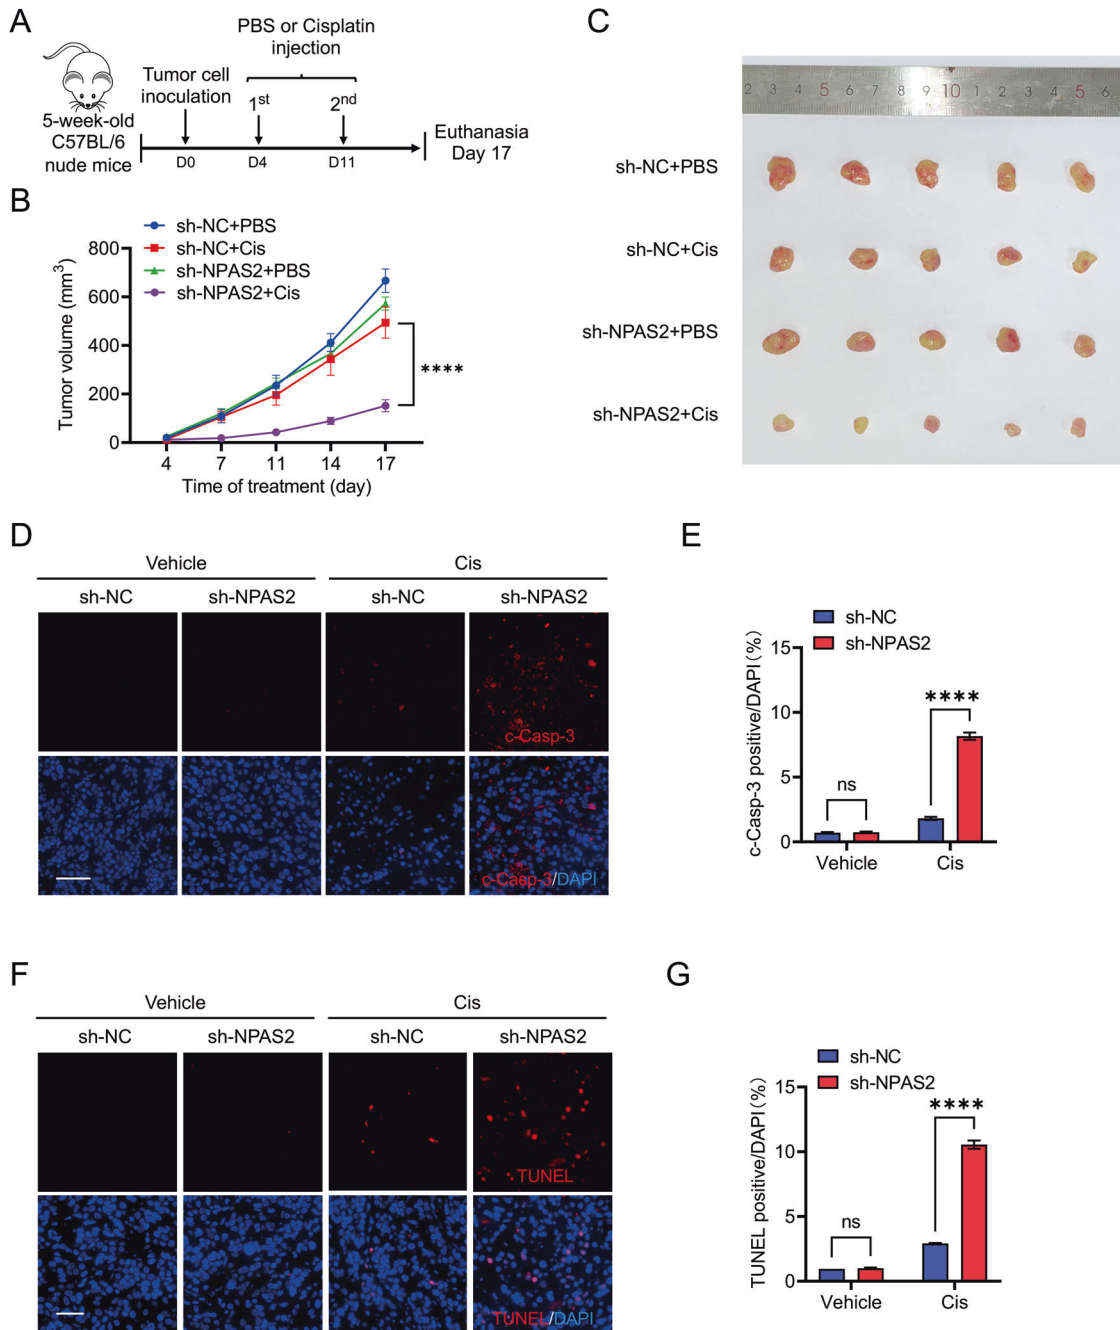 A
PBS or Cisplatin
injection
Tumor cell
inoculation
1st
2nd
5-week-old
C57BL/6
nude mice
D0
D4
D11
Euthanasia
Day 17
B
sh-NC+PBS
sh-NC+Cis
sh-NPAS2+PBS
sh-NPAS2+Cis
Tumor volume (mm3)
800
600
400
200
0
****
4 7 11 14 17
Time of treatment (day)
C
2 3 4 5 6 7 8 9 10 1 2 3 4 5 6
sh-NC+PBS
sh-NC+Cis
sh-NPAS2+PBS
sh-NPAS2+Cis
D
Vehicle Cis
sh-NC sh-NPAS2 sh-NC sh-NPAS2
c-Casp-3
c-Casp-3/DAPI
E
sh-NC
sh-NPAS2
c-Casp-3 positive/DAPI(%)
15
10
5
0
ns
****
Vehicle Cis
F
Vehicle Cis
sh-NC sh-NPAS2 sh-NC sh-NPAS2
TUNEL
TUNEL/DAPI
G
sh-NC
sh-NPAS2
TUNEL positive/DAPI(%)
15
10
5
0
ns
****
Vehicle Cis